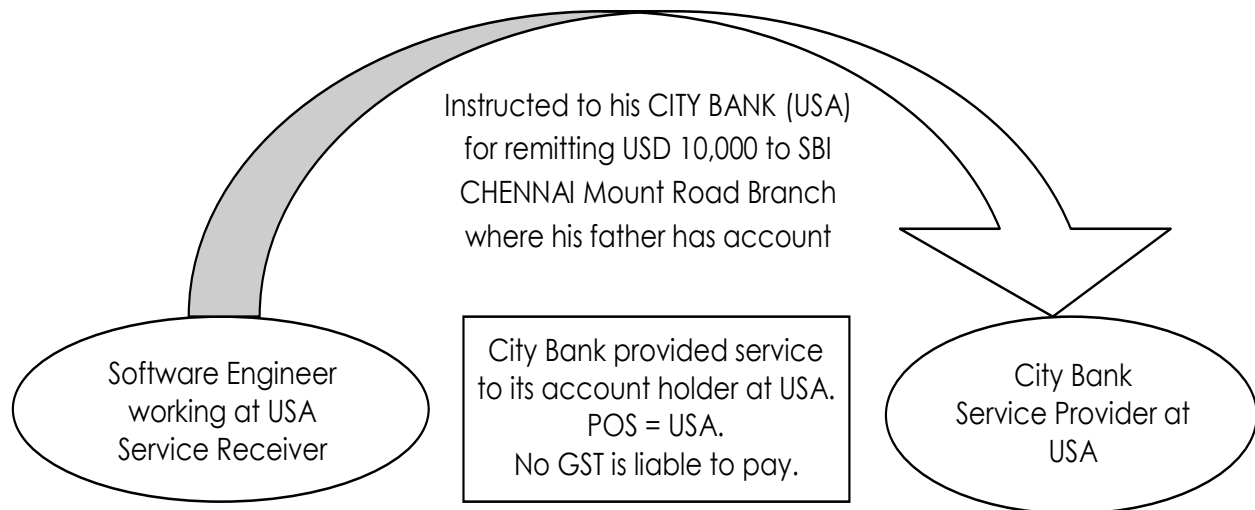 Instructed to his CITY BANK (USA)
for remitting USD 10,000 to SBI
CHENNAI Mount Road Branch
where his father has account
Software Engineer
working at USA
Service Receiver
City Bank provided service
to its account holder at USA.
POS = USA.
No GST is liable to pay.
City Bank
Service Provider at
USA